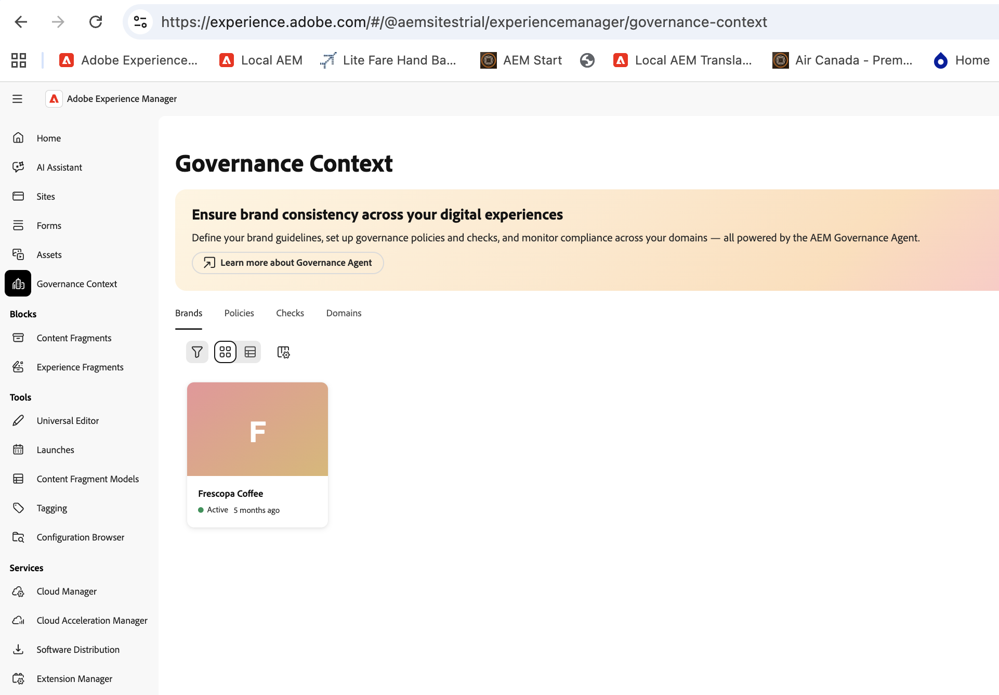 https://experience.adobe.com/#/@aemsitestrial/experiencemanager/governance-context
Adobe Experience...
Local AEM
Lite Fare Hand Ba...
AEM Start
Local AEM Transla...
Air Canada - Prem...
Home
Adobe Experience Manager
Home
AI Assistant
Sites
Forms
Assets
Governance Context
Blocks
Content Fragments
Experience Fragments
Tools
Universal Editor
Launches
Content Fragment Models
Tagging
Configuration Browser
Services
Cloud Manager
Cloud Acceleration Manager
Software Distribution
Extension Manager
Governance Context
Ensure brand consistency across your digital experiences
Define your brand guidelines, set up governance policies and checks, and monitor compliance across your domains — all powered by the AEM Governance Agent.
Learn more about Governance Agent
Brands
Policies
Checks
Domains
F
Frescopa Coffee
Active 5 months ago